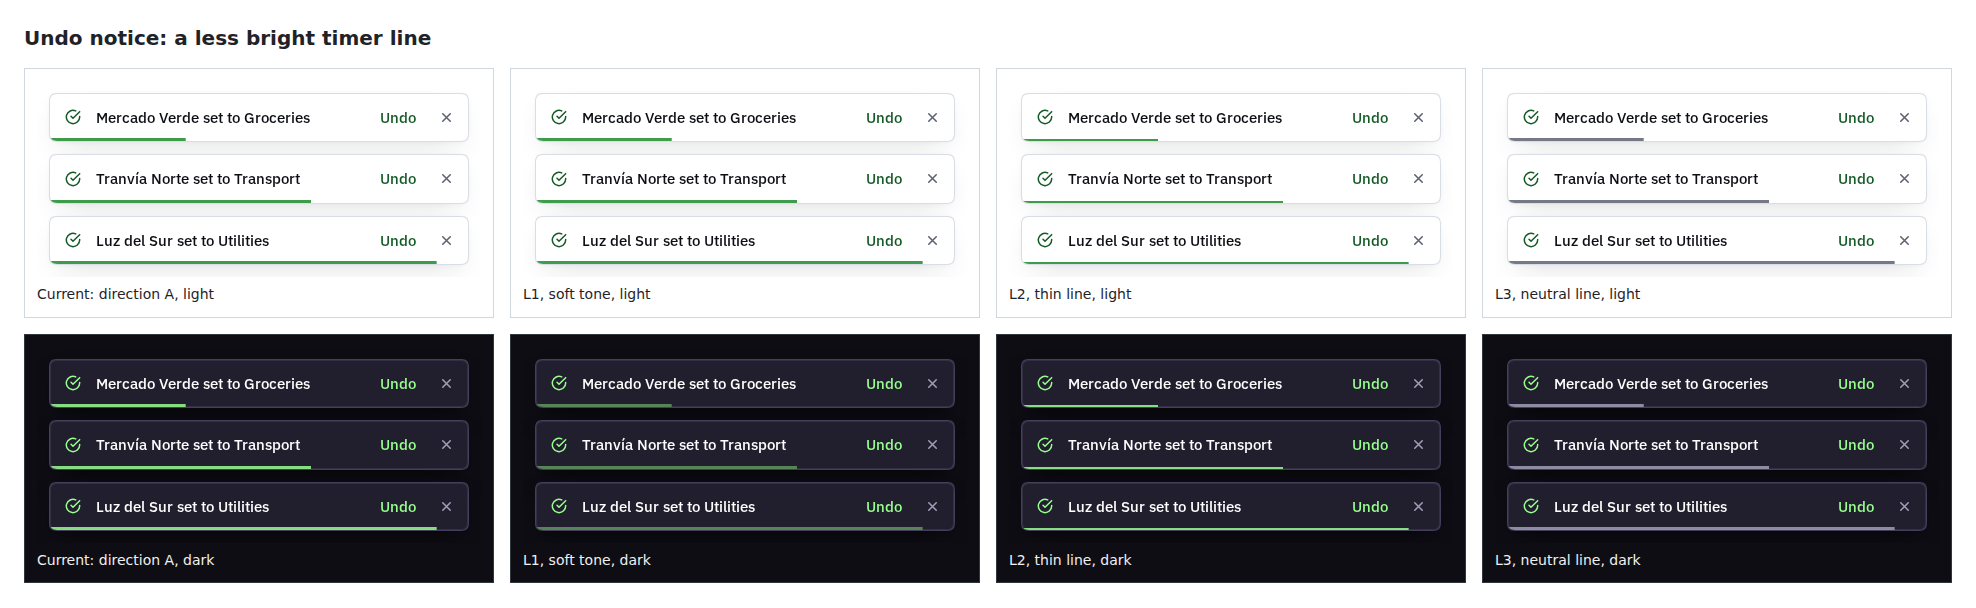 Undo notice: a less bright timer line
Mercado Verde set to Groceries Undo
Tranvía Norte set to Transport Undo
Luz del Sur set to Utilities Undo
Current: direction A, light
Mercado Verde set to Groceries Undo
Tranvía Norte set to Transport Undo
Luz del Sur set to Utilities Undo
L1, soft tone, light
Mercado Verde set to Groceries Undo
Tranvía Norte set to Transport Undo
Luz del Sur set to Utilities Undo
L2, thin line, light
Mercado Verde set to Groceries Undo
Tranvía Norte set to Transport Undo
Luz del Sur set to Utilities Undo
L3, neutral line, light
Mercado Verde set to Groceries Undo
Tranvía Norte set to Transport Undo
Luz del Sur set to Utilities Undo
Current: direction A, dark
Mercado Verde set to Groceries Undo
Tranvía Norte set to Transport Undo
Luz del Sur set to Utilities Undo
L1, soft tone, dark
Mercado Verde set to Groceries Undo
Tranvía Norte set to Transport Undo
Luz del Sur set to Utilities Undo
L2, thin line, dark
Mercado Verde set to Groceries Undo
Tranvía Norte set to Transport Undo
Luz del Sur set to Utilities Undo
L3, neutral line, dark